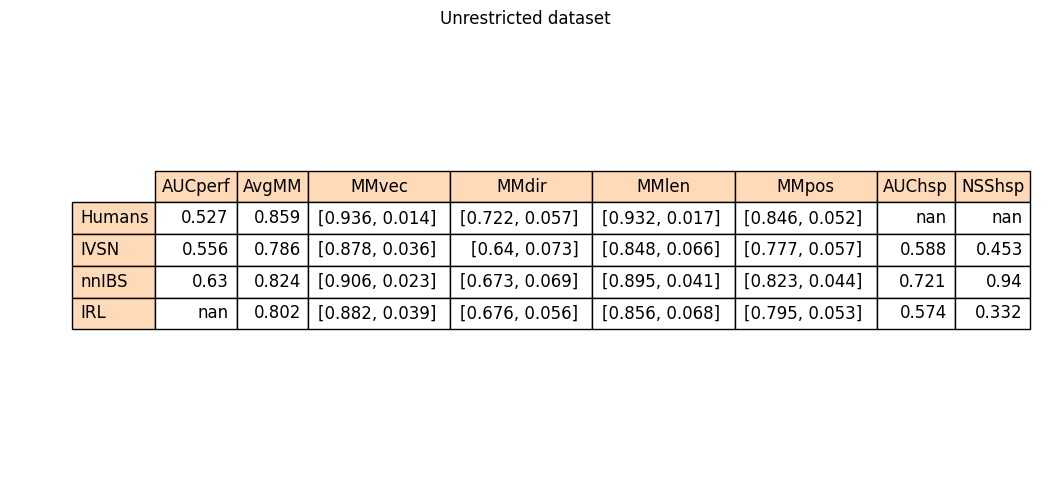 Unrestricted dataset
AUCperf AvgMM MMvec MMdir MMlen MMpos AUChsp NSShsp
Humans 0.527 0.859 [0.936, 0.014] [0.722, 0.057] [0.932, 0.017] [0.846, 0.052] nan nan
IVSN 0.556 0.786 [0.878, 0.036] [0.64, 0.073] [0.848, 0.066] [0.777, 0.057] 0.588 0.453
nnIBS 0.63 0.824 [0.906, 0.023] [0.673, 0.069] [0.895, 0.041] [0.823, 0.044] 0.721 0.94
IRL nan 0.802 [0.882, 0.039] [0.676, 0.056] [0.856, 0.068] [0.795, 0.053] 0.574 0.332